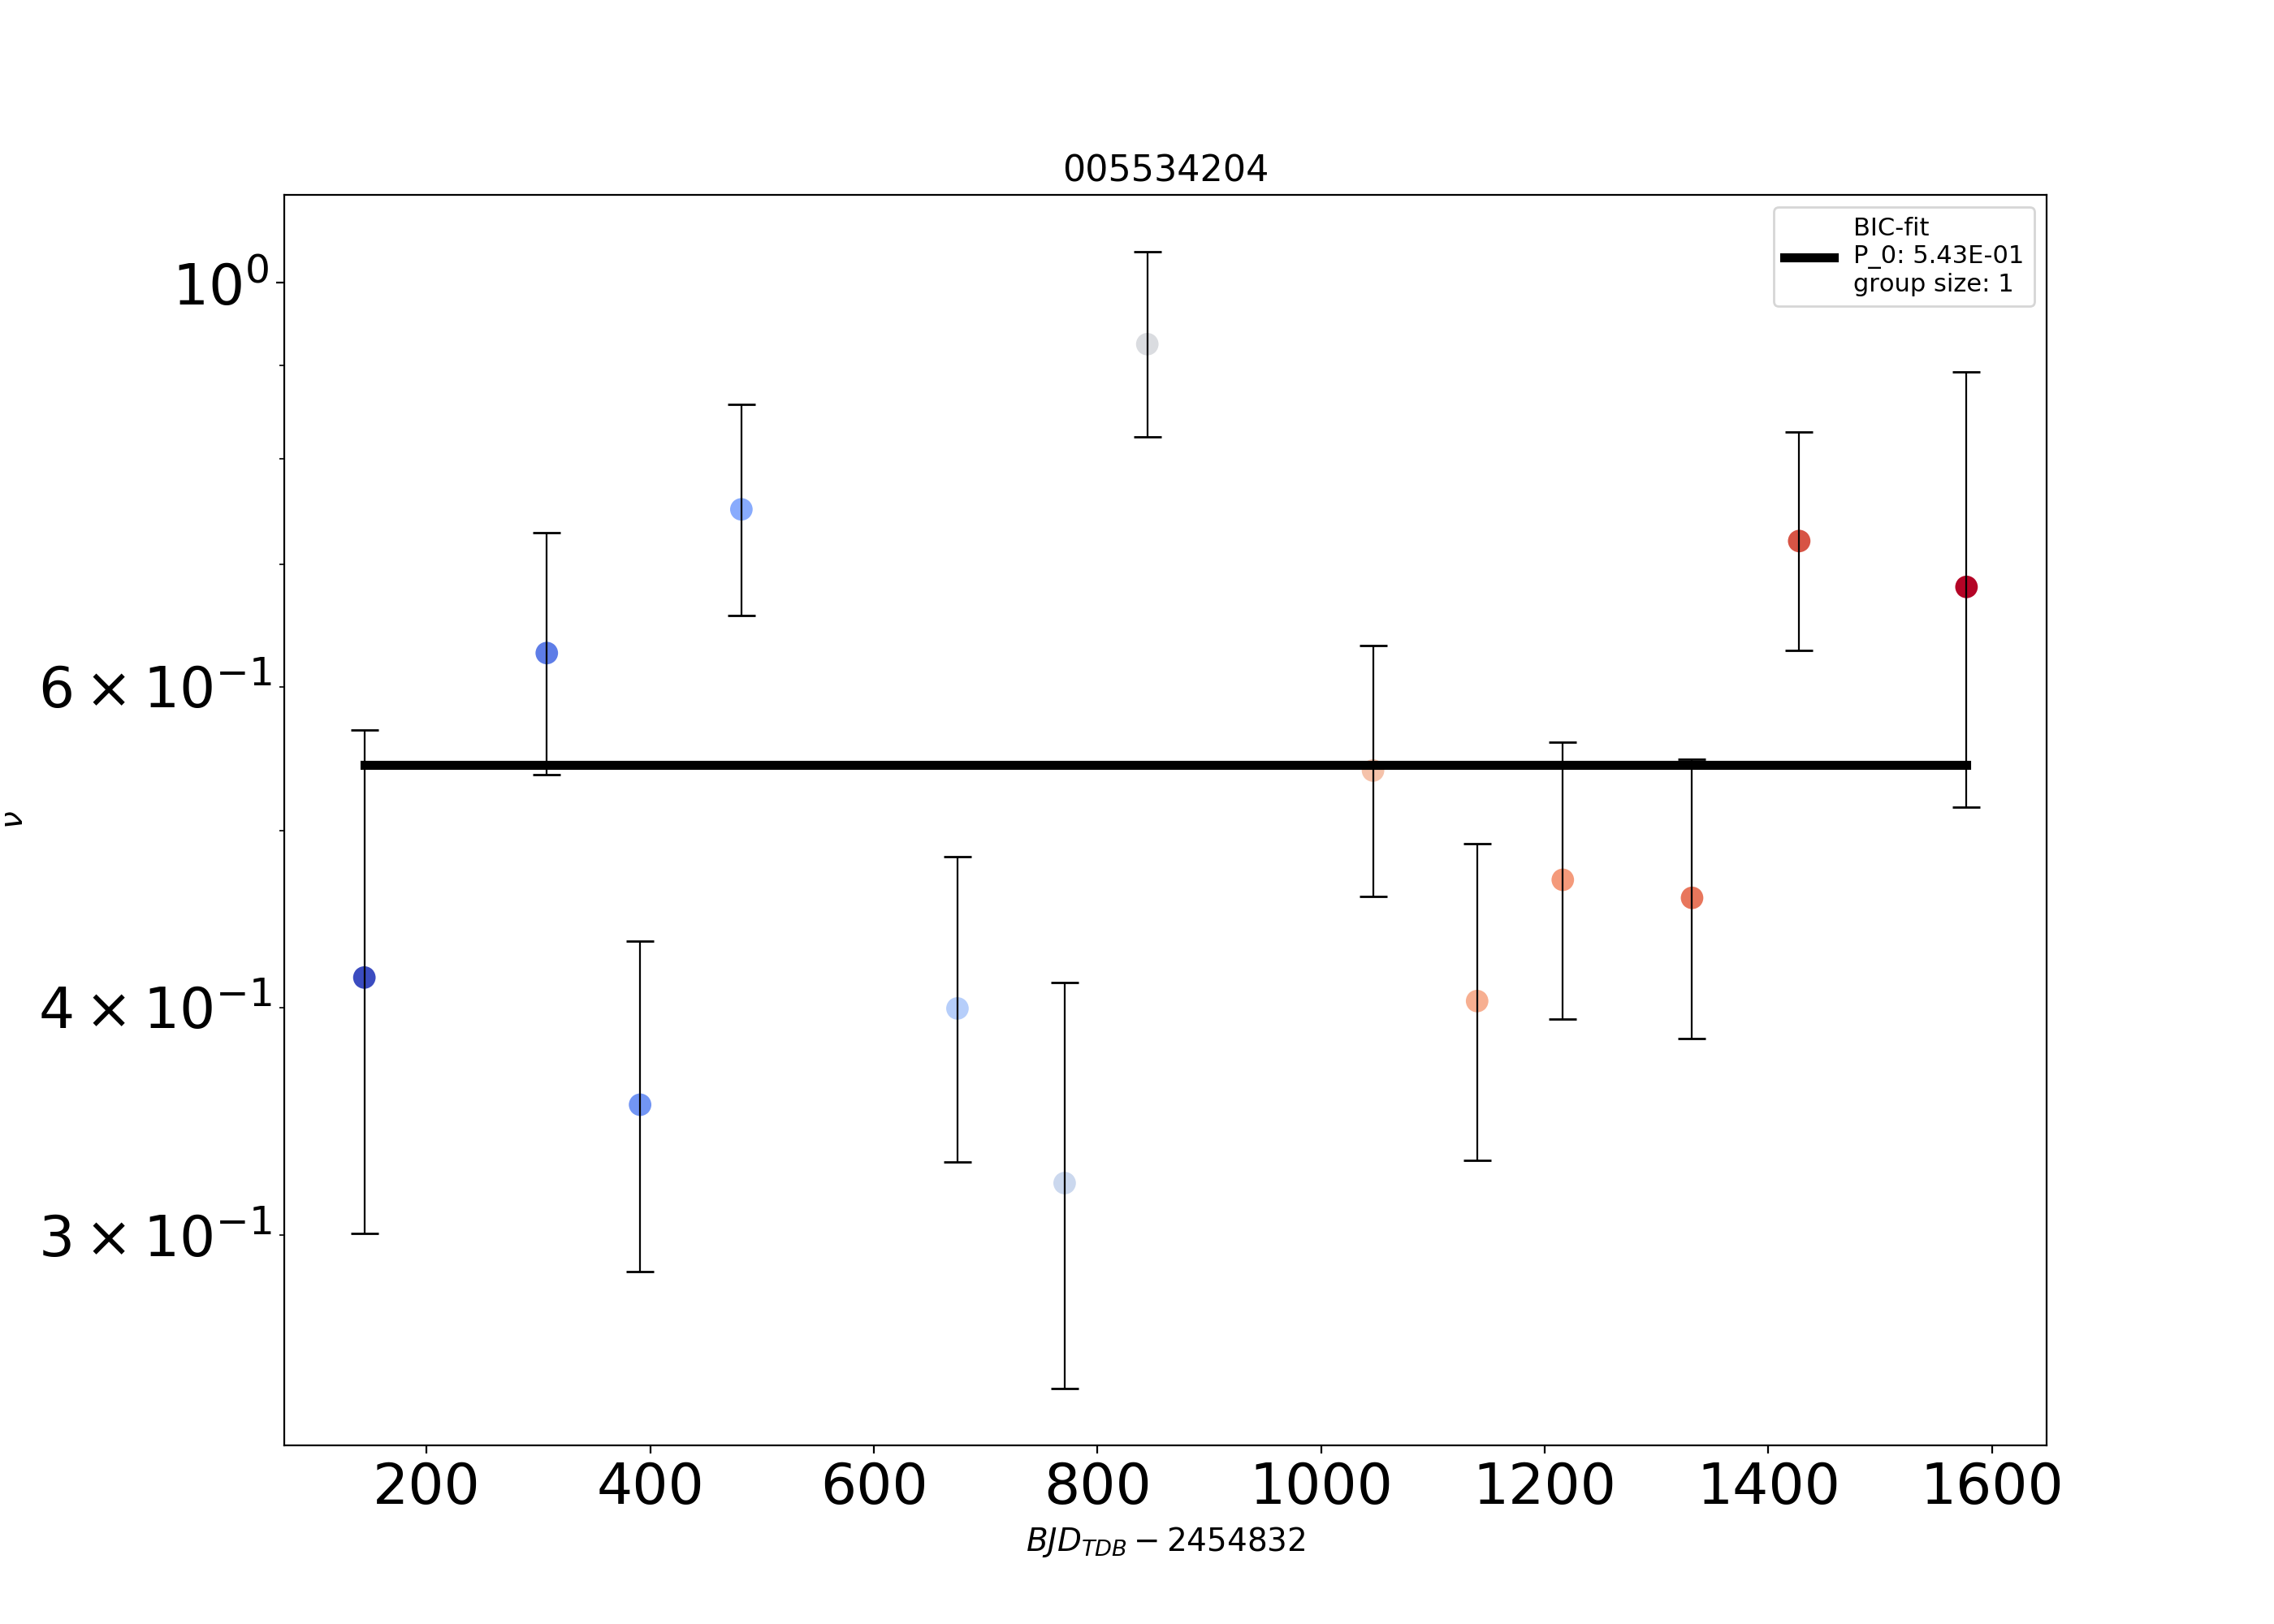 005534204
BIC-fit
P_0: 5.43E-01
group size: 1
10⁰
6 × 10⁻¹
4 × 10⁻¹
3 × 10⁻¹
ν
200 400 600 800 1000 1200 1400 1600
BJD_TDB − 2454832